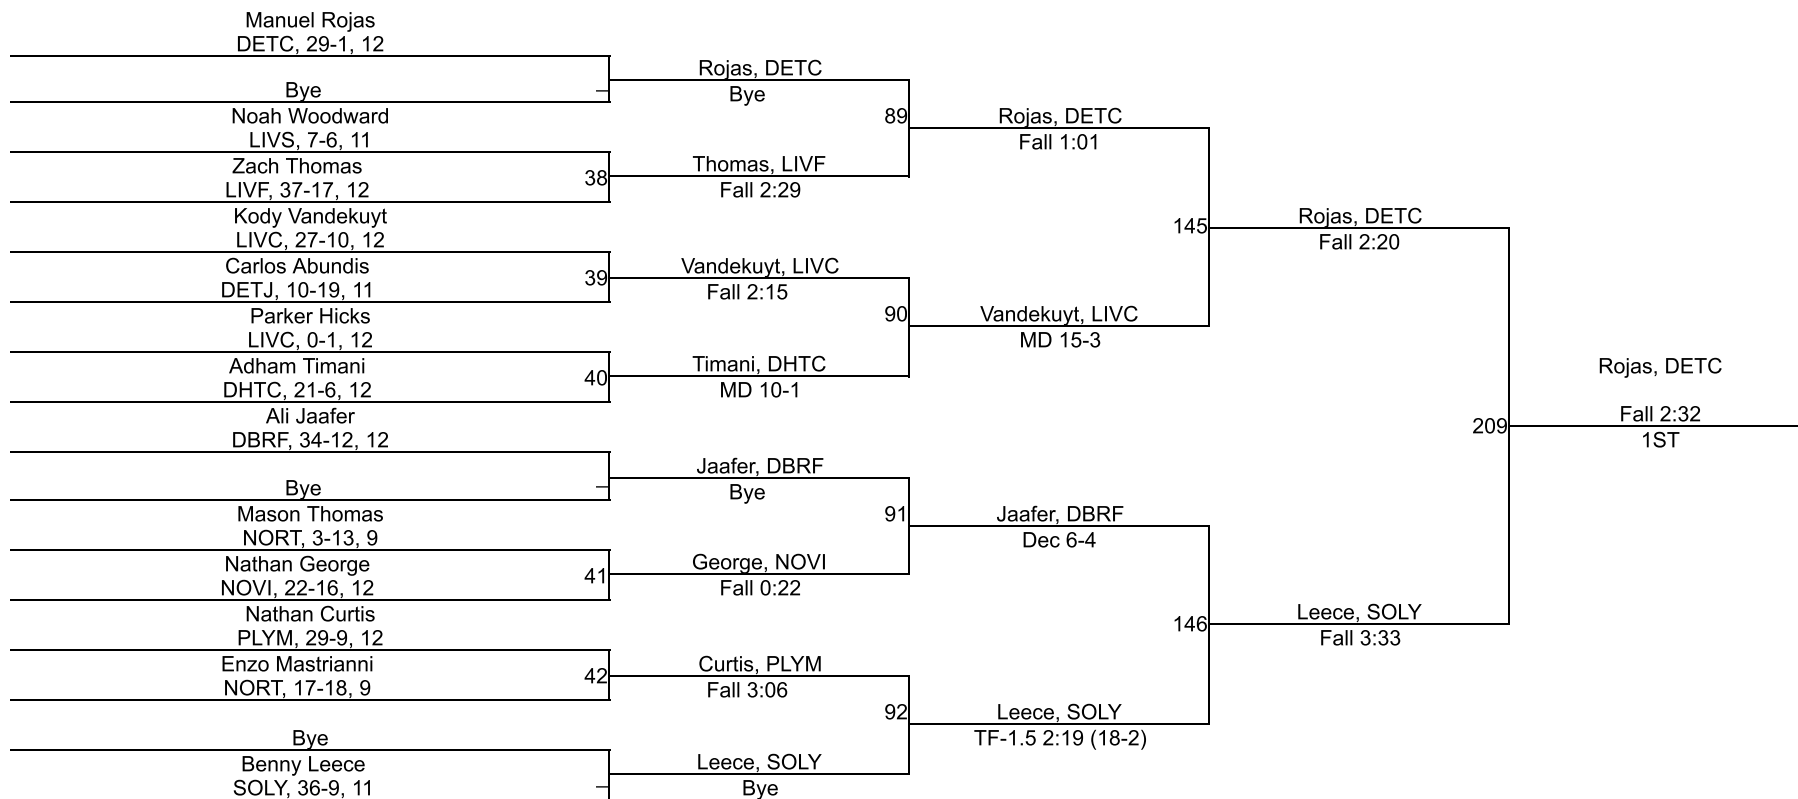 Manuel Rojas
DETC, 29-1, 12
Bye
Noah Woodward
LIVS, 7-6, 11
Zach Thomas
LIVF, 37-17, 12
Kody Vandekuyt
LIVC, 27-10, 12
Carlos Abundis
DETJ, 10-19, 11
Parker Hicks
LIVC, 0-1, 12
Adham Timani
DHTC, 21-6, 12
Ali Jaafer
DBRF, 34-12, 12
Bye
Mason Thomas
NORT, 3-13, 9
Nathan George
NOVI, 22-16, 12
Nathan Curtis
PLYM, 29-9, 12
Enzo Mastrianni
NORT, 17-18, 9
Bye
Benny Leece
SOLY, 36-9, 11
Rojas, DETC
Bye
38
Thomas, LIVF
Fall 2:29
39
Vandekuyt, LIVC
Fall 2:15
40
Timani, DHTC
MD 10-1
Jaafer, DBRF
Bye
41
George, NOVI
Fall 0:22
42
Curtis, PLYM
Fall 3:06
Leece, SOLY
Bye
89
Rojas, DETC
Fall 1:01
90
Vandekuyt, LIVC
MD 15-3
91
Jaafer, DBRF
Dec 6-4
92
Leece, SOLY
TF-1.5 2:19 (18-2)
145
Rojas, DETC
Fall 2:20
146
Leece, SOLY
Fall 3:33
209
Rojas, DETC
Fall 2:32
1ST